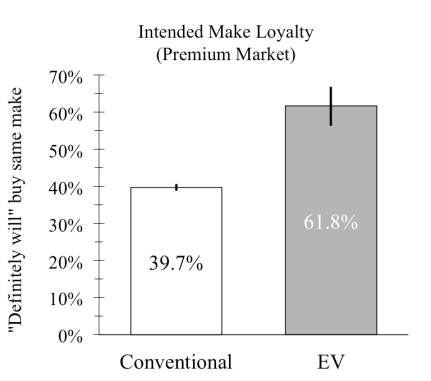 Intended Make Loyalty
(Premium Market)
"Definitely will" buy same make
70%
60%
50%
40%
30%
20%
10%
0%
39.7%
61.8%
Conventional
EV